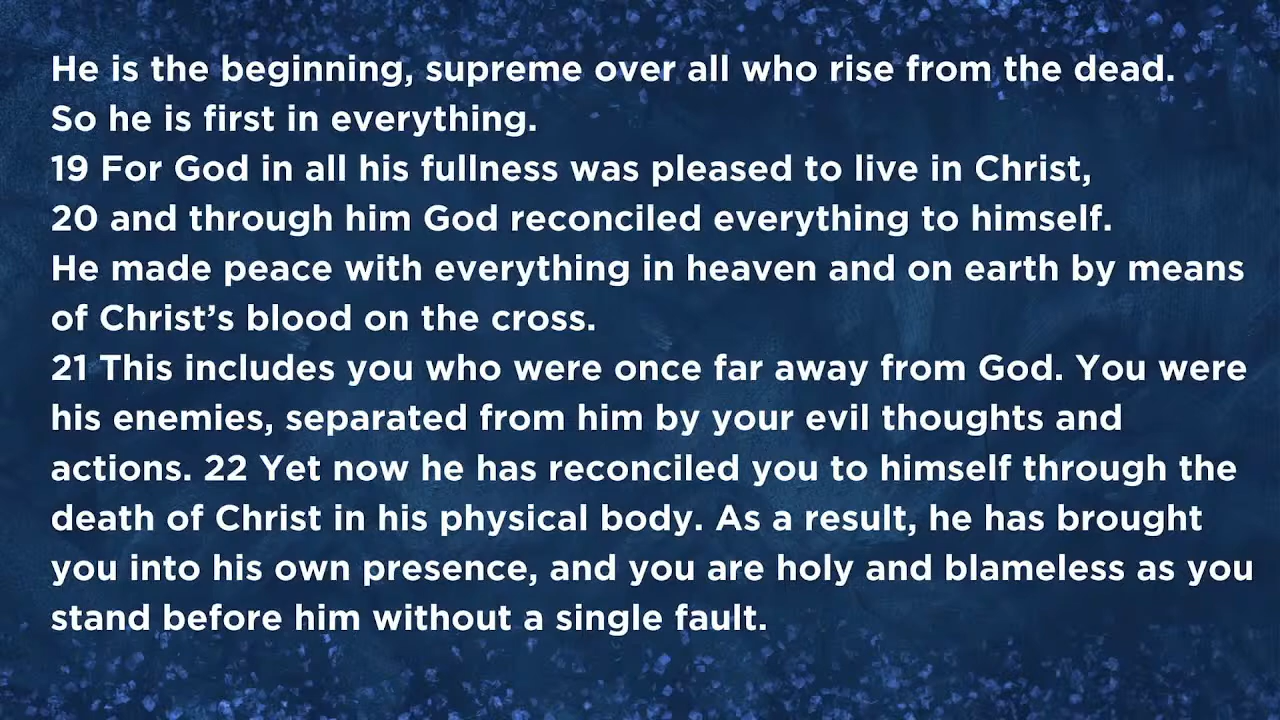 He is the beginning, supreme over all who rise from the dead.
So he is first in everything.
19 For God in all his fullness was pleased to live in Christ,
20 and through him God reconciled everything to himself.
He made peace with everything in heaven and on earth by means
of Christ’s blood on the cross.
21 This includes you who were once far away from God. You were
his enemies, separated from him by your evil thoughts and
actions. 22 Yet now he has reconciled you to himself through the
death of Christ in his physical body. As a result, he has brought
you into his own presence, and you are holy and blameless as you
stand before him without a single fault.